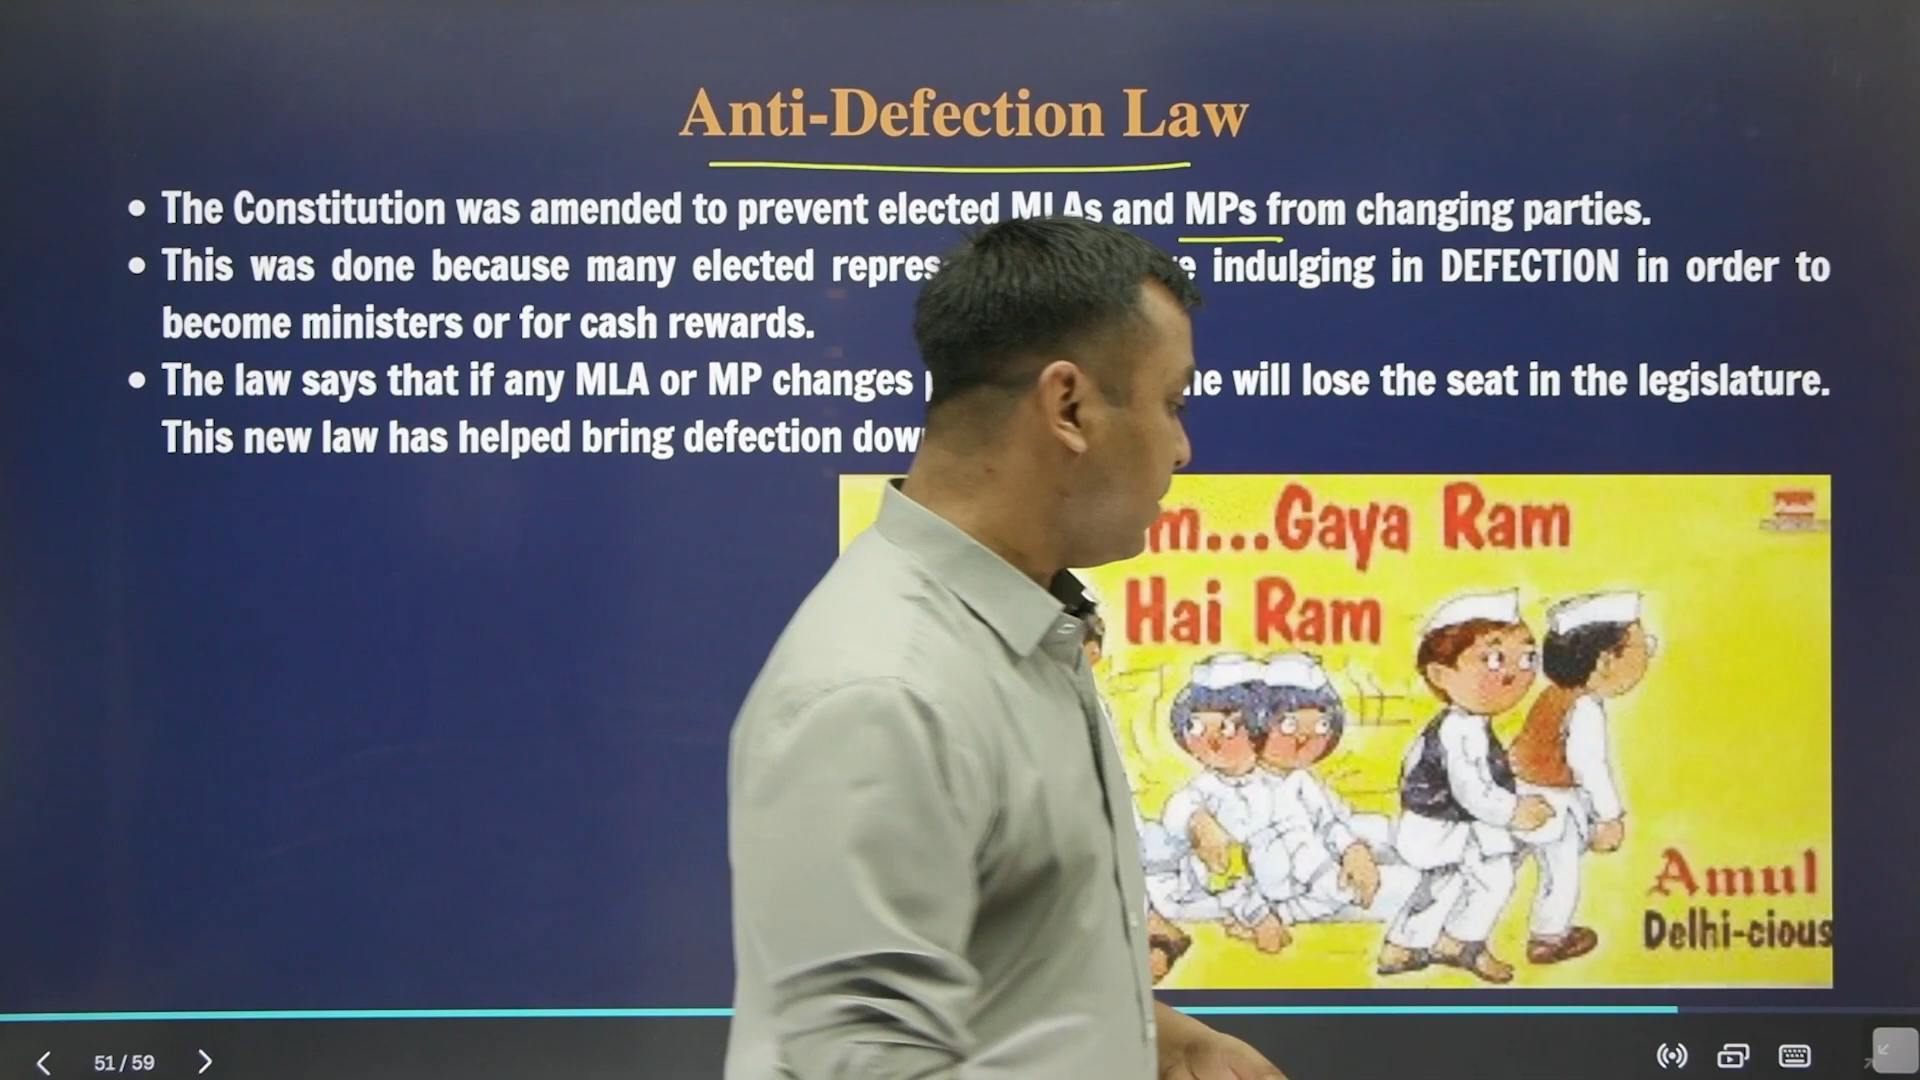 Anti-Defection Law
• The Constitution was amended to prevent elected MLAs and MPs from changing parties.
• This was done because many elected indulging in DEFECTION in order to
become ministers or for cash rewards.
• The law says that if any MLA or MP changes will lose the seat in the legislature.
This new law has helped bring defection
Gaya Ram
Hai Ram
Amul
Delhi-cious
51 / 59